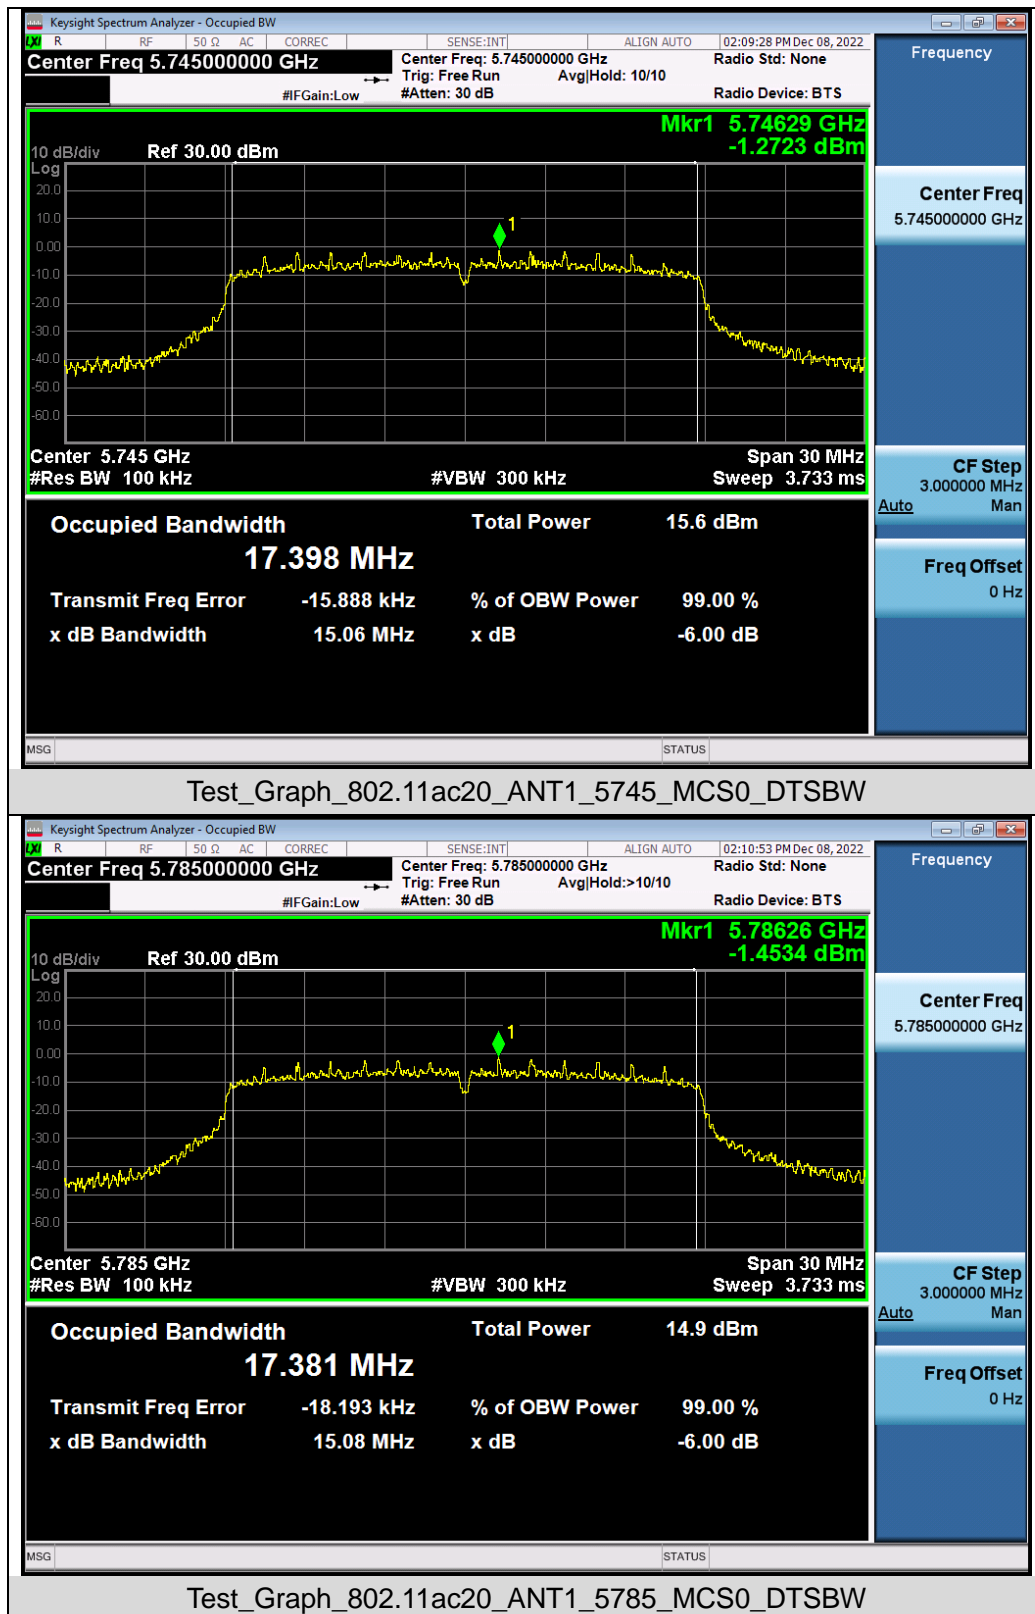 Keysight Spectrum Analyzer - Occupied BW
LXI R RF 50 Ω AC CORREC SENSE:INT ALIGN AUTO 02:09:28 PM Dec 08, 2022
Center Freq 5.745000000 GHz
Center Freq: 5.745000000 GHz Radio Std: None
Trig: Free Run Avg|Hold: 10/10
#IFGain:Low #Atten: 30 dB Radio Device: BTS
Frequency
Mkr1 5.74629 GHz
-1.2723 dBm
10 dB/div Ref 30.00 dBm
Log
20.0
10.0
0.00
-10.0
-20.0
-30.0
-40.0
-50.0
-60.0
1
Center Freq
5.745000000 GHz
Center 5.745 GHz Span 30 MHz
#Res BW 100 kHz #VBW 300 kHz Sweep 3.733 ms
CF Step
3.000000 MHz
Auto Man
Occupied Bandwidth Total Power 15.6 dBm
17.398 MHz
Transmit Freq Error -15.888 kHz % of OBW Power 99.00 %
x dB Bandwidth 15.06 MHz x dB -6.00 dB
Freq Offset
0 Hz
MSG STATUS
Test_Graph_802.11ac20_ANT1_5745_MCS0_DTSBW
Keysight Spectrum Analyzer - Occupied BW
LXI R RF 50 Ω AC CORREC SENSE:INT ALIGN AUTO 02:10:53 PM Dec 08, 2022
Center Freq 5.785000000 GHz
Center Freq: 5.785000000 GHz Radio Std: None
Trig: Free Run Avg|Hold:>10/10
#IFGain:Low #Atten: 30 dB Radio Device: BTS
Frequency
Mkr1 5.78626 GHz
-1.4534 dBm
10 dB/div Ref 30.00 dBm
Log
20.0
10.0
0.00
-10.0
-20.0
-30.0
-40.0
-50.0
-60.0
1
Center Freq
5.785000000 GHz
Center 5.785 GHz Span 30 MHz
#Res BW 100 kHz #VBW 300 kHz Sweep 3.733 ms
CF Step
3.000000 MHz
Auto Man
Occupied Bandwidth Total Power 14.9 dBm
17.381 MHz
Transmit Freq Error -18.193 kHz % of OBW Power 99.00 %
x dB Bandwidth 15.08 MHz x dB -6.00 dB
Freq Offset
0 Hz
MSG STATUS
Test_Graph_802.11ac20_ANT1_5785_MCS0_DTSBW